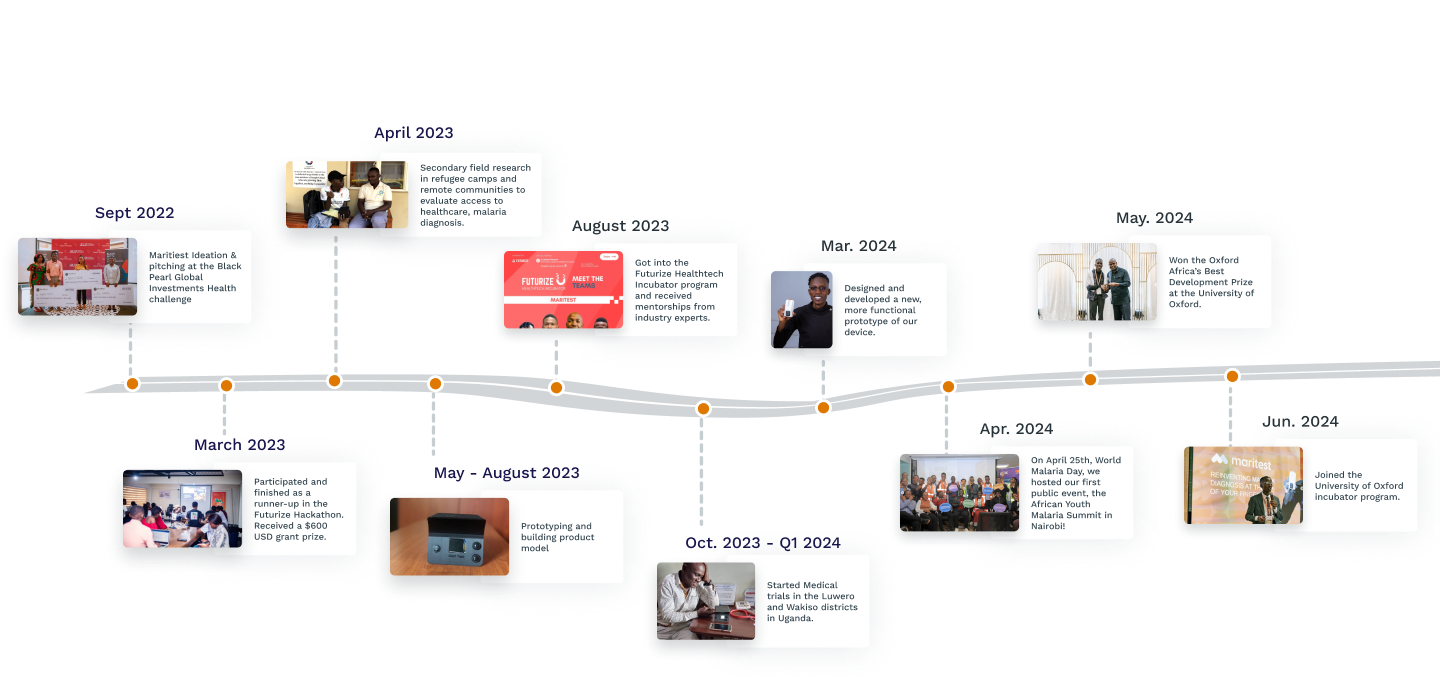 April 2023
Secondary field research
in refugee camps and
remote communities to
evaluate access to
healthcare, malaria
diagnosis.
Sept 2022
Maritiest Ideation &
pitching at the Black
Pearl Global
Investments Health
challenge
August 2023
FUTURIZE
MEET THE
TEAMS
MARITEST
Got into the
Futurize Healthtech
Incubator program
and received
mentorships from
industry experts.
Mar. 2024
Designed and
developed a new,
more functional
prototype of our
device.
May. 2024
Won the Oxford
Africa's Best
Development Prize
at the University of
Oxford.
March 2023
Participated and
finished as a
runner-up in the
Futurize Hackathon.
Received a $600
USD grant prize.
May - August 2023
Prototyping and
building product
model
Oct. 2023 - Q1 2024
Started Medical
trials in the Luwero
and Wakiso districts
in Uganda.
Apr. 2024
On April 25th, World
Malaria Day, we
hosted our first
public event, the
African Youth
Malaria Summit in
Nairobi!
Jun. 2024
maritest
REINVENTING
DIAGNOSIS AT
OF YOUR
Joined the
University of Oxford
incubator program.